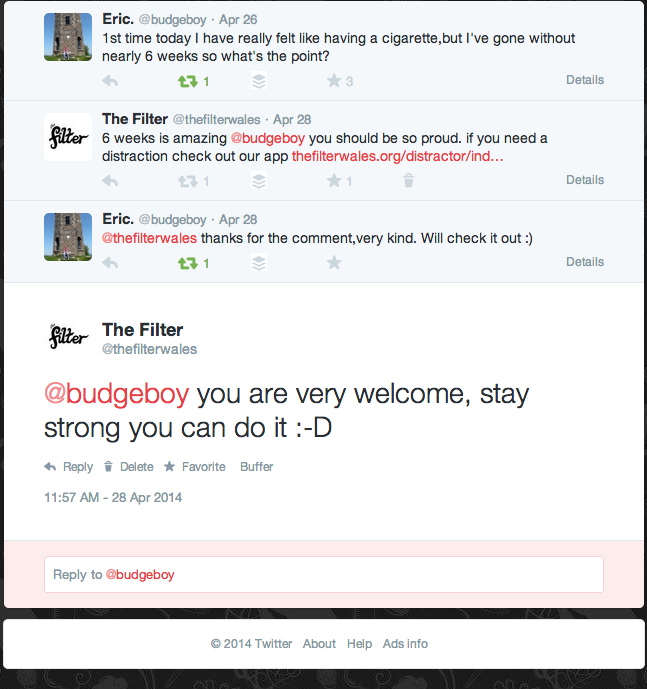 Eric. @budgeboy · Apr 26
1st time today I have really felt like having a cigarette,but I've gone without
nearly 6 weeks so what's the point?
1 3 Details
the filter
The Filter @thefilterwales · Apr 28
6 weeks is amazing @budgeboy you should be so proud. if you need a
distraction check out our app thefilterwales.org/distractor/ind…
1 1 Details
Eric. @budgeboy · Apr 28
@thefilterwales thanks for the comment,very kind. Will check it out :)
1 Details
the filter
The Filter
@thefilterwales
@budgeboy you are very welcome, stay
strong you can do it :-D
Reply Delete Favorite Buffer
11:57 AM - 28 Apr 2014
Reply to @budgeboy
© 2014 Twitter About Help Ads info